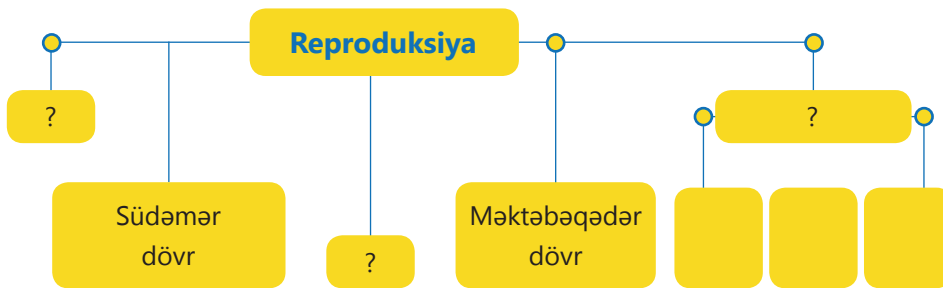 Reproduksiya
?
?
Südəmər
dövr
?
Məktəbəqədər
dövr